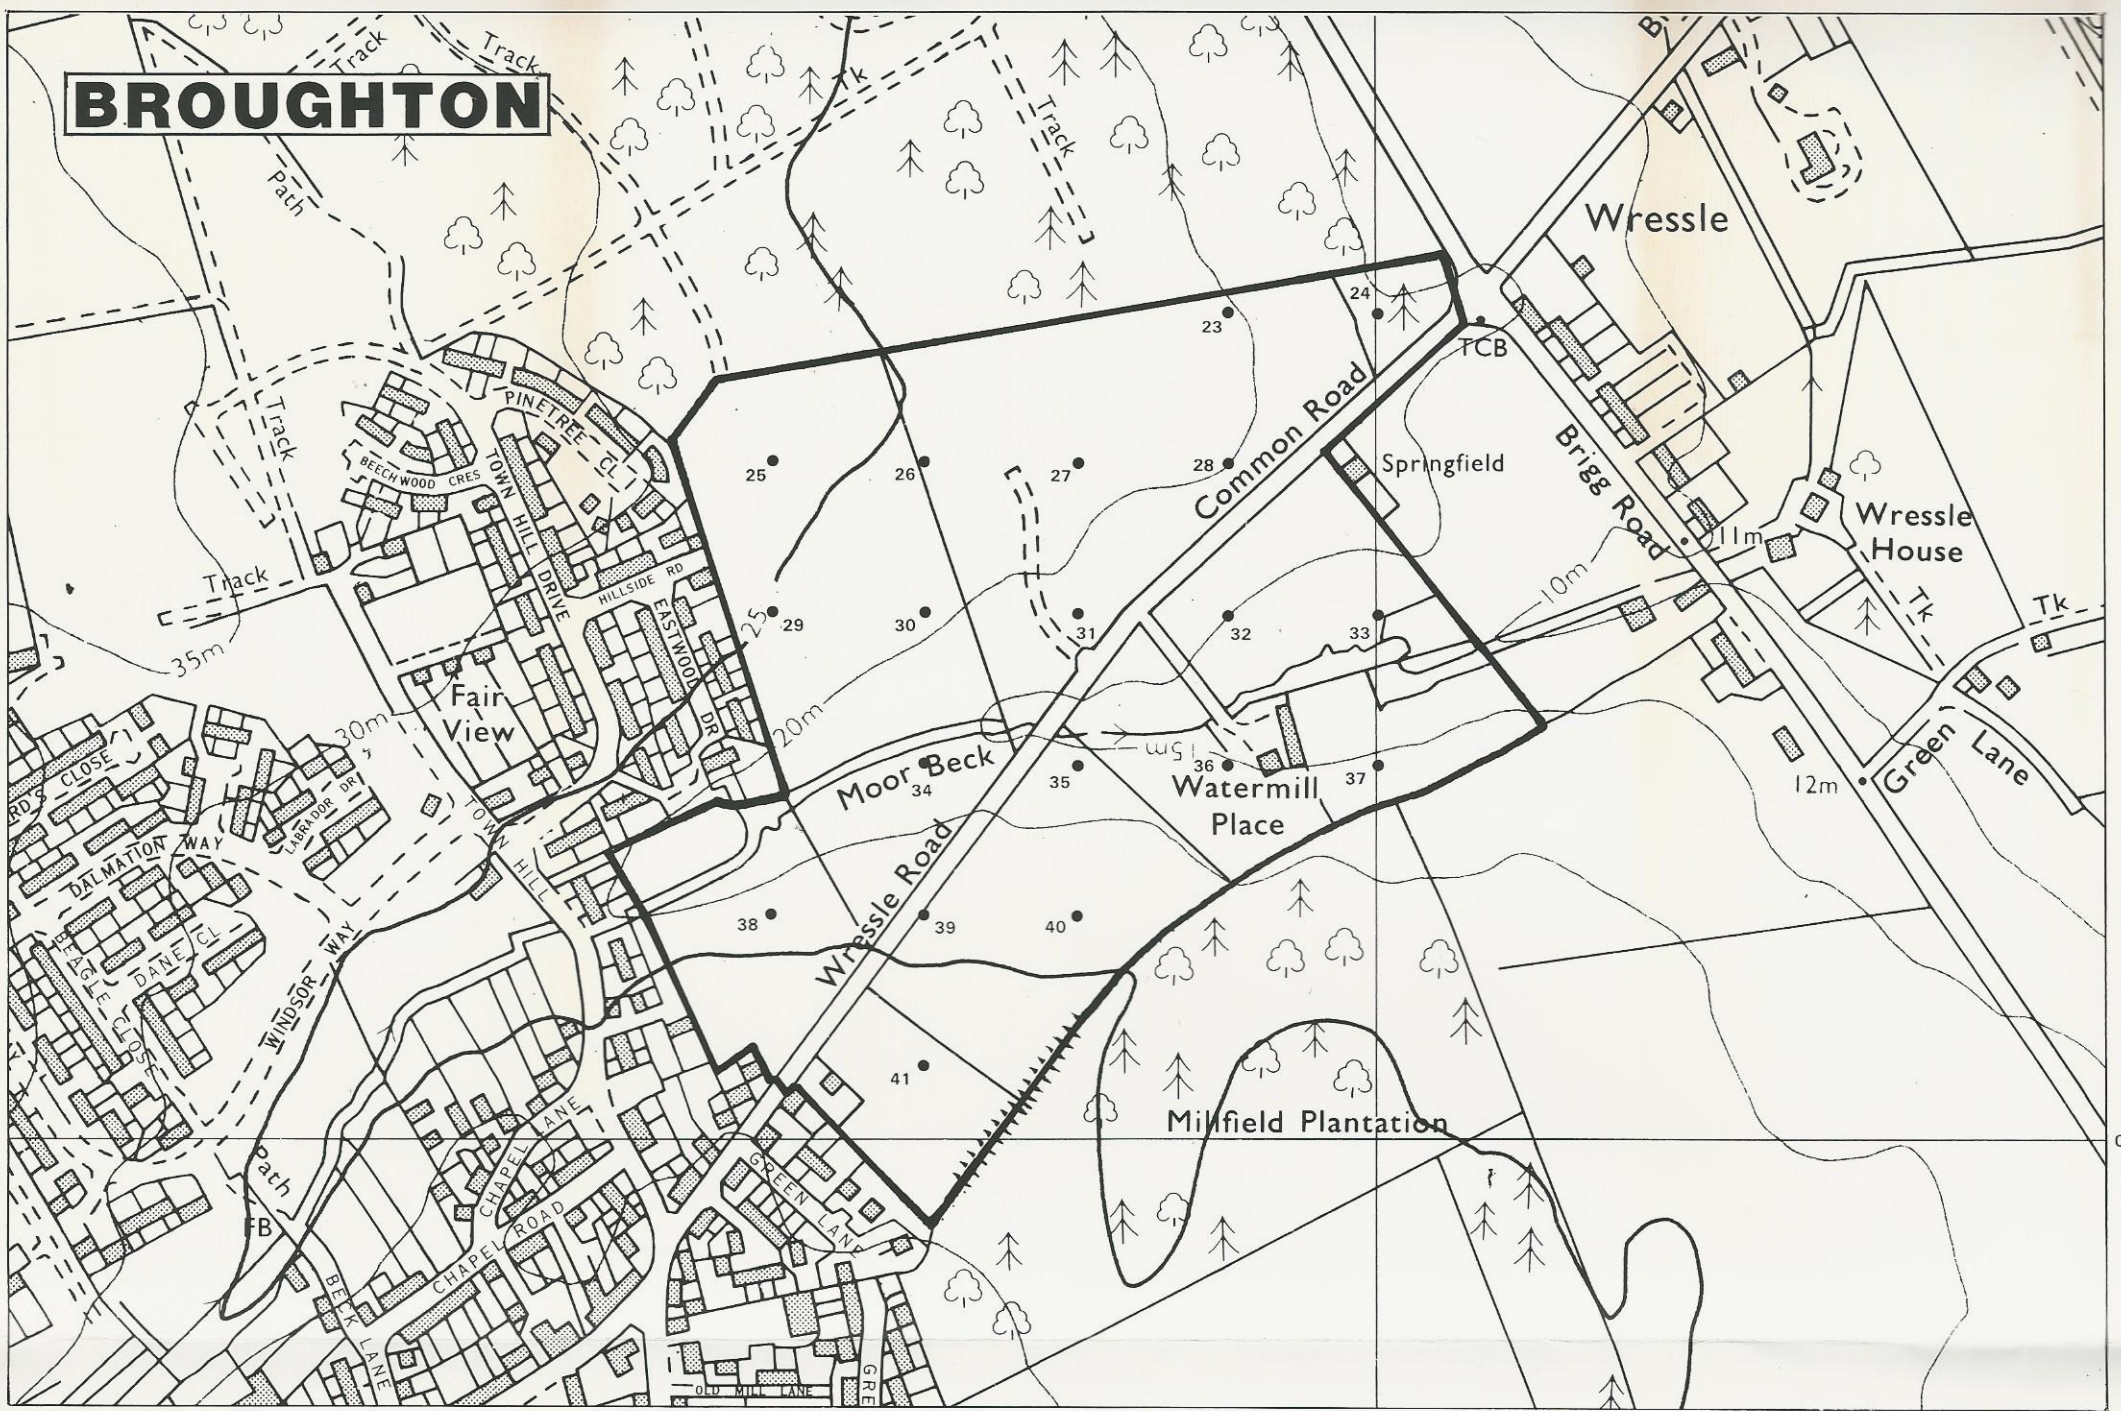 BROUGHTON
Track
Track
Tk
Track
Path
B
Wressle
24
23
TCB
PINETREE CL
Track
BEECHWOOD CRES
TOWN HILL DRIVE
25
26
27
28
Common Road
Springfield
Brigg Road
11m
Wressle House
HILLSIDE RD
EASTWOOD DR
Track
35m
25
29
30
31
32
33
10m
Tk
Tk
Fair View
30m
20m
Moor Beck
34
35
15m
36
37
Watermill Place
12m
Green Lane
RD'S CLOSE
LABRADOR DR
DALMATION WAY
TOWN HILL
WINDSOR WAY
DANE CL
BEAGLE CLOSE
38
39
40
Wressle Road
41
Millfield Plantation
Path
FB
CHAPEL LANE
CHAPEL ROAD
GREEN LANE
BECK LANE
OLD MILL LANE
GRE